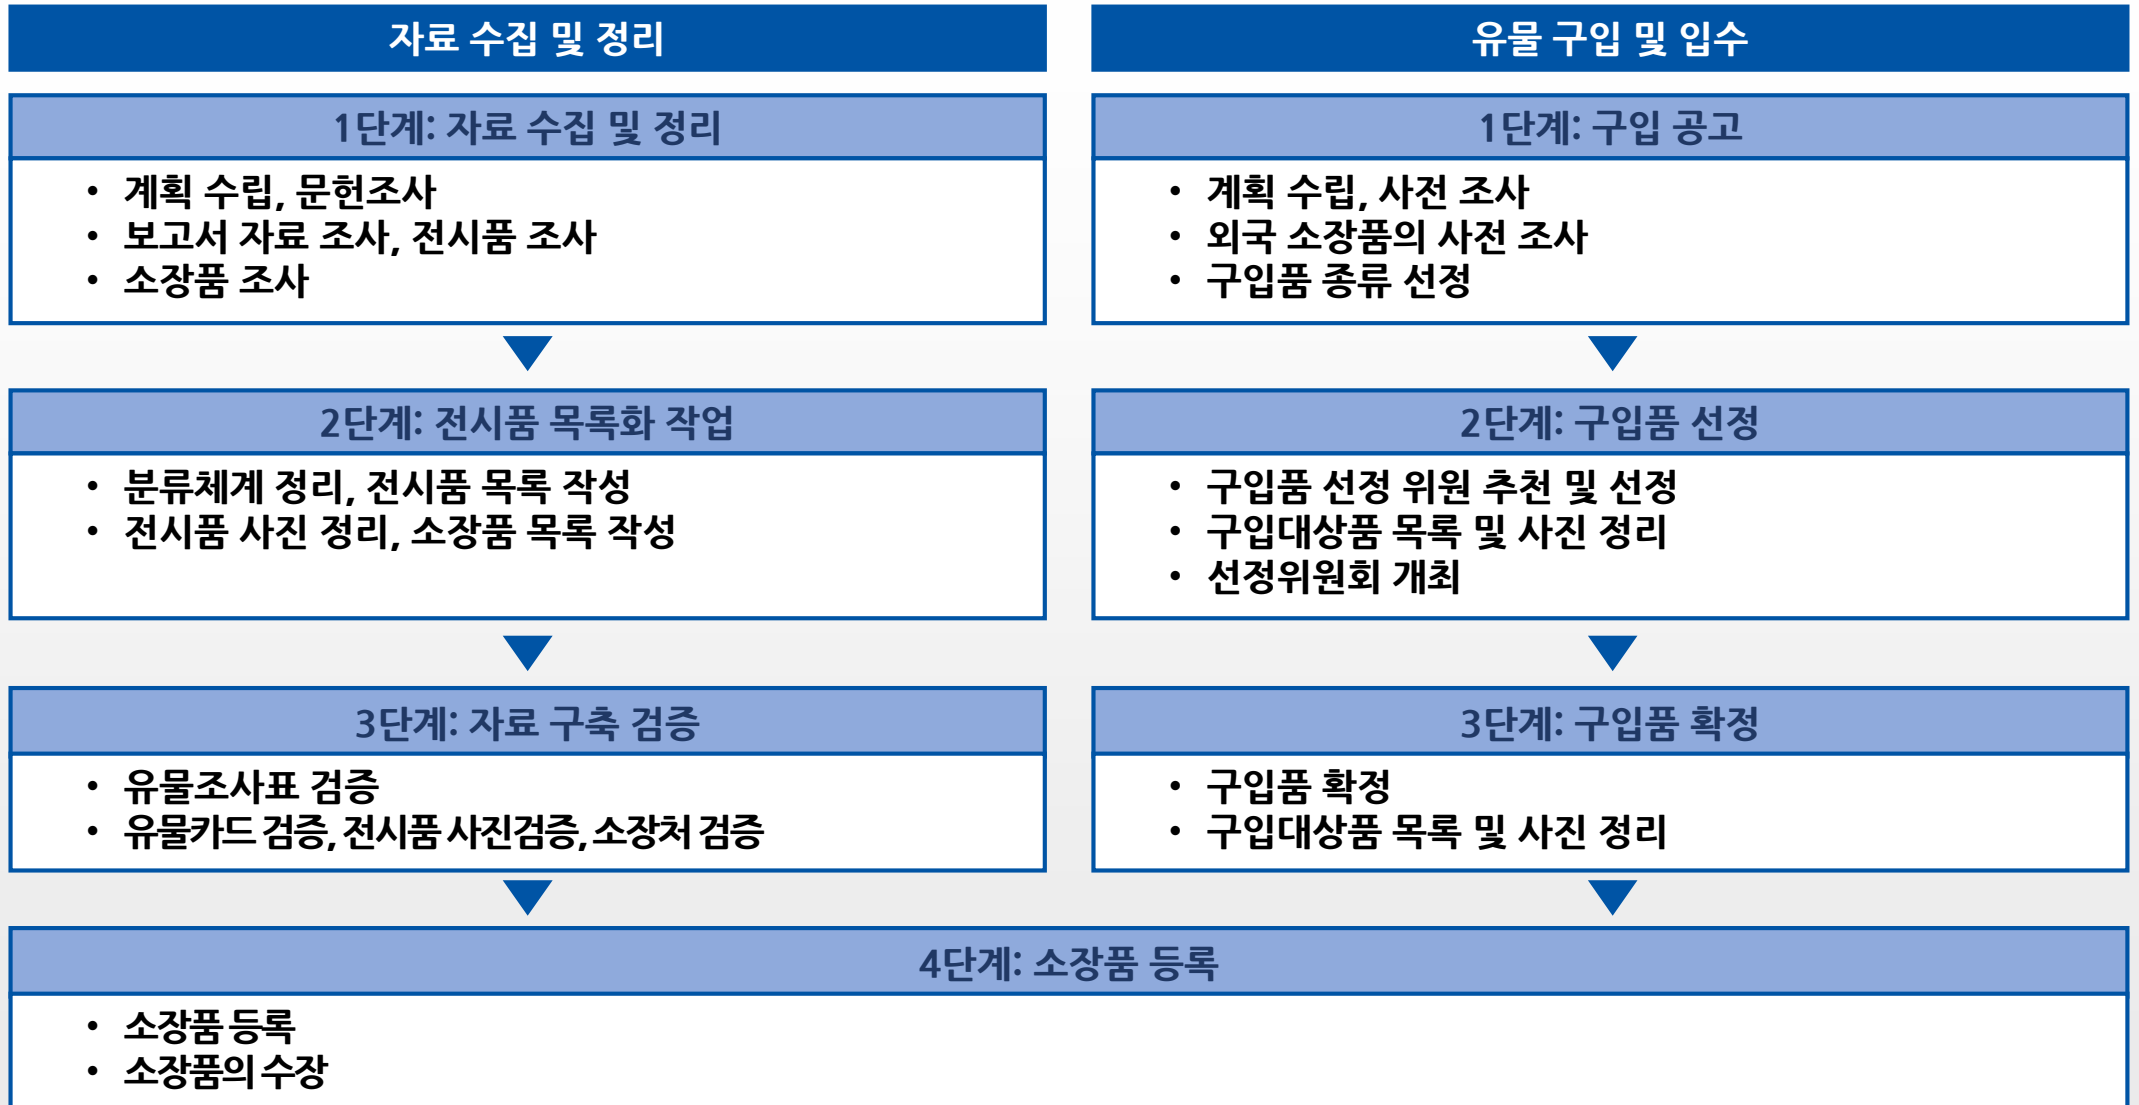 자료 수집 및 정리
1단계: 자료 수집 및 정리
• 계획 수립, 문헌조사
• 보고서 자료 조사, 전시품 조사
• 소장품 조사
2단계: 전시품 목록화 작업
• 분류체계 정리, 전시품 목록 작성
• 전시품 사진 정리, 소장품 목록 작성
3단계: 자료 구축 검증
• 유물조사표 검증
• 유물카드 검증, 전시품 사진검증, 소장처 검증
유물 구입 및 입수
1단계: 구입 공고
• 계획 수립, 사전 조사
• 외국 소장품의 사전 조사
• 구입품 종류 선정
2단계: 구입품 선정
• 구입품 선정 위원 추천 및 선정
• 구입대상품 목록 및 사진 정리
• 선정위원회 개최
3단계: 구입품 확정
• 구입품 확정
• 구입대상품 목록 및 사진 정리
4단계: 소장품 등록
• 소장품 등록
• 소장품의 수장